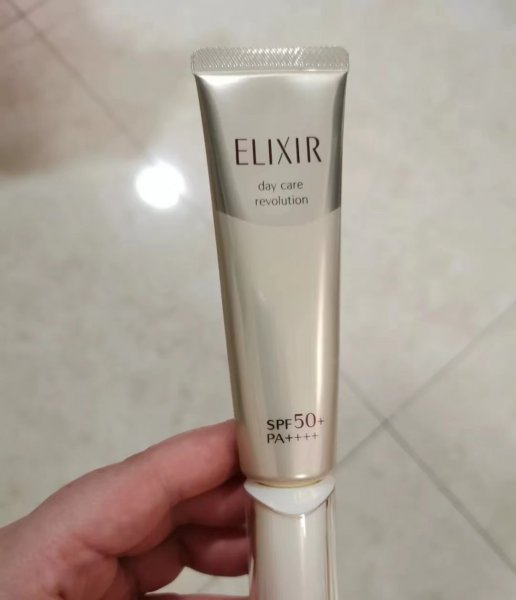 ELIXIR
day care
revolution
SPF50+
PA++++